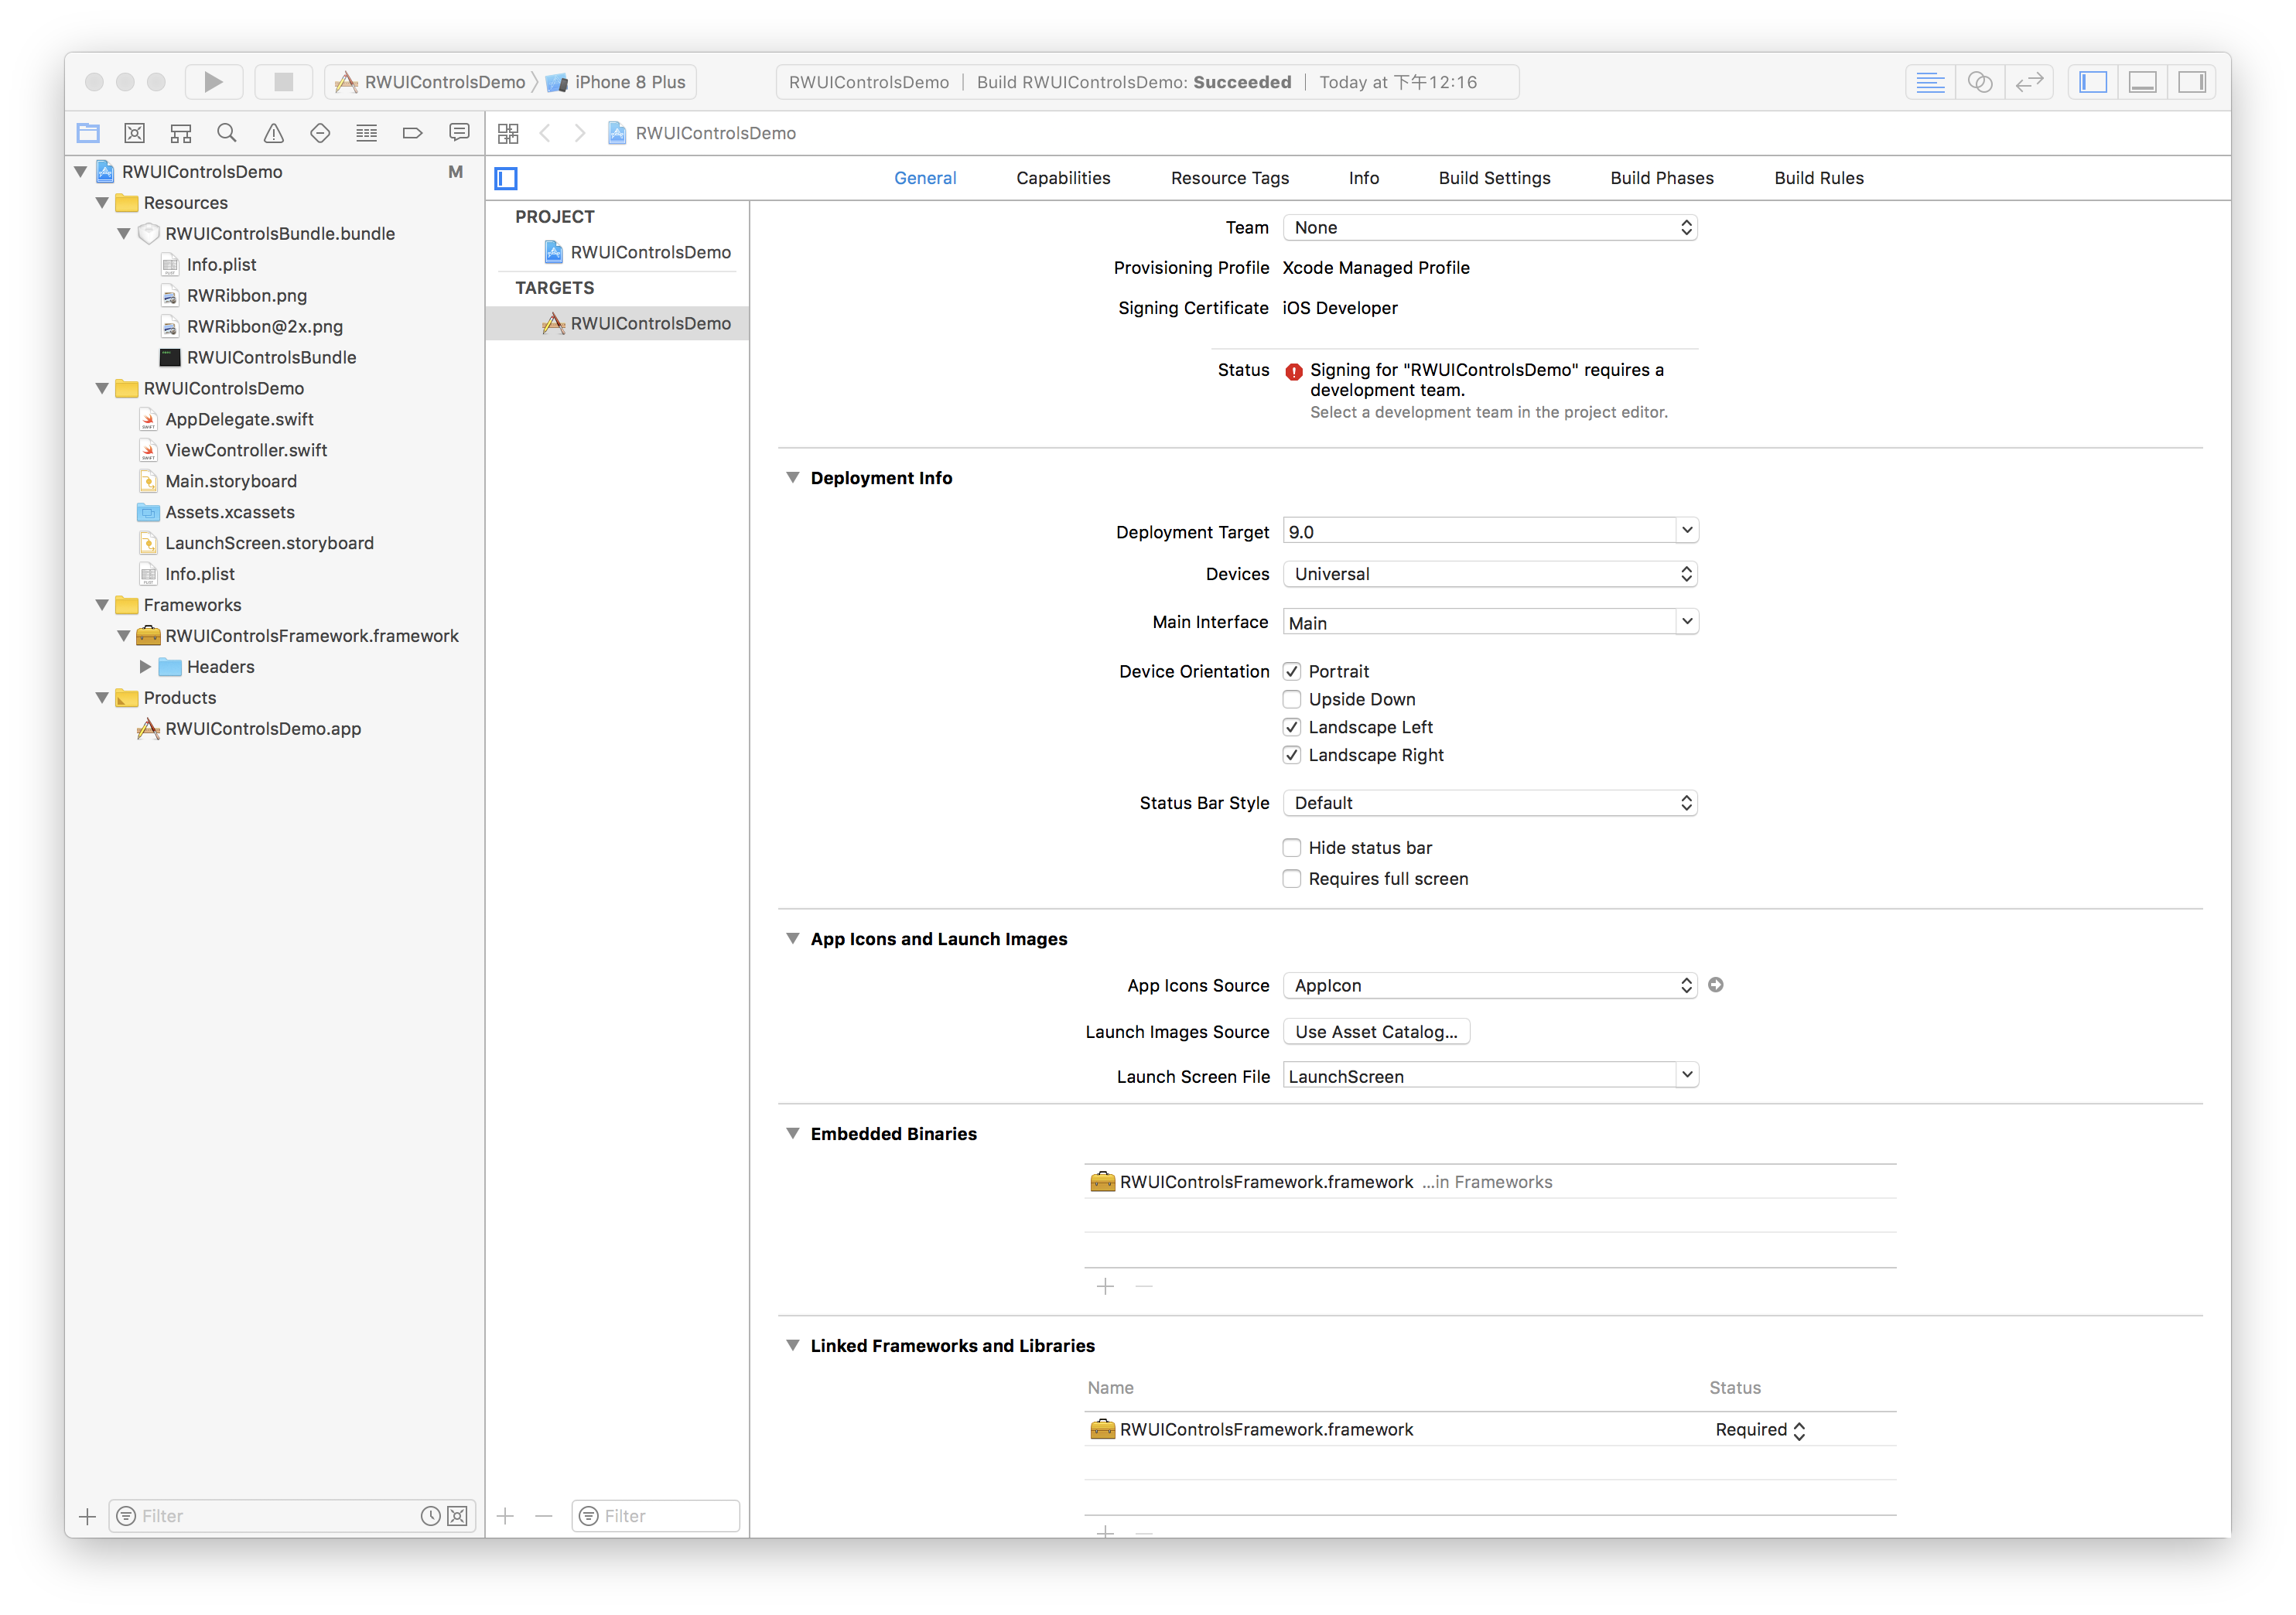 RWUIControlsDemo
iPhone 8 Plus
RWUIControlsDemo | Build RWUIControlsDemo: Succeeded | Today at 下午12:16
RWUIControlsDemo
RWUIControlsDemo M
Resources
RWUIControlsBundle.bundle
Info.plist
RWRibbon.png
RWRibbon@2x.png
RWUIControlsBundle
RWUIControlsDemo
AppDelegate.swift
ViewController.swift
Main.storyboard
Assets.xcassets
LaunchScreen.storyboard
Info.plist
Frameworks
RWUIControlsFramework.framework
Headers
Products
RWUIControlsDemo.app
Filter
General Capabilities Resource Tags Info Build Settings Build Phases Build Rules
PROJECT
RWUIControlsDemo
TARGETS
RWUIControlsDemo
Filter
Team None
Provisioning Profile Xcode Managed Profile
Signing Certificate iOS Developer
Status Signing for "RWUIControlsDemo" requires a
development team.
Select a development team in the project editor.
Deployment Info
Deployment Target 9.0
Devices Universal
Main Interface Main
Device Orientation Portrait
Upside Down
Landscape Left
Landscape Right
Status Bar Style Default
Hide status bar
Requires full screen
App Icons and Launch Images
App Icons Source AppIcon
Launch Images Source Use Asset Catalog...
Launch Screen File LaunchScreen
Embedded Binaries
RWUIControlsFramework.framework ...in Frameworks
Linked Frameworks and Libraries
Name Status
RWUIControlsFramework.framework Required